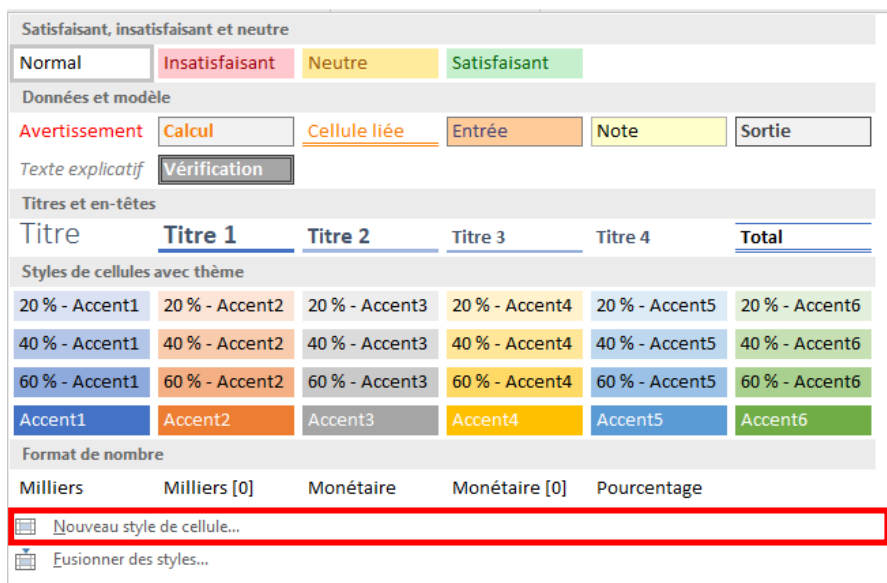 Satisfaisant, insatisfaisant et neutre
Normal Insatisfaisant Neutre Satisfaisant
Données et modèle
Avertissement Calcul Cellule liée Entrée Note Sortie
Texte explicatif Vérification
Titres et en-têtes
Titre Titre 1 Titre 2 Titre 3 Titre 4 Total
Styles de cellules avec thème
20 % - Accent1 20 % - Accent2 20 % - Accent3 20 % - Accent4 20 % - Accent5 20 % - Accent6
40 % - Accent1 40 % - Accent2 40 % - Accent3 40 % - Accent4 40 % - Accent5 40 % - Accent6
60 % - Accent1 60 % - Accent2 60 % - Accent3 60 % - Accent4 60 % - Accent5 60 % - Accent6
Accent1 Accent2 Accent3 Accent4 Accent5 Accent6
Format de nombre
Milliers Milliers [0] Monétaire Monétaire [0] Pourcentage
Nouveau style de cellule...
Fusionner des styles...